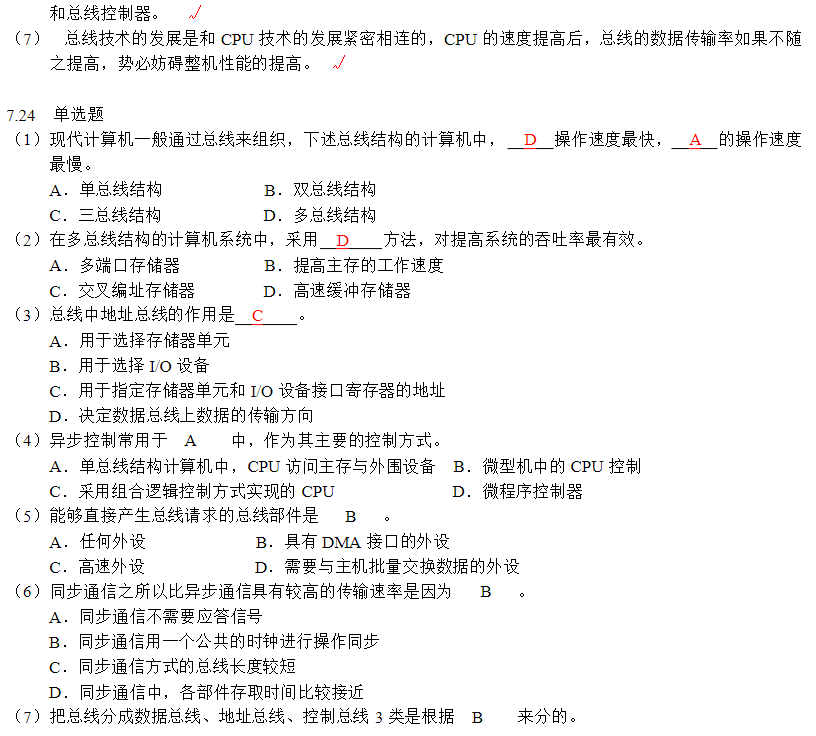 和总线控制器。 √
（7） 总线技术的发展是和 CPU 技术的发展紧密相连的，CPU 的速度提高后，总线的数据传输率如果不随
之提高，势必妨碍整机性能的提高。 √
7.24 单选题
（1）现代计算机一般通过总线来组织，下述总线结构的计算机中，__D__操作速度最快，__A__的操作速度
最慢。
A．单总线结构 B．双总线结构
C．三总线结构 D．多总线结构
（2）在多总线结构的计算机系统中，采用__D____方法，对提高系统的吞吐率最有效。
A．多端口存储器 B．提高主存的工作速度
C．交叉编址存储器 D．高速缓冲存储器
（3）总线中地址总线的作用是__C____。
A．用于选择存储器单元
B．用于选择 I/O 设备
C．用于指定存储器单元和 I/O 设备接口寄存器的地址
D．决定数据总线上数据的传输方向
（4）异步控制常用于 A 中，作为其主要的控制方式。
A．单总线结构计算机中，CPU 访问主存与外围设备 B．微型机中的 CPU 控制
C．采用组合逻辑控制方式实现的 CPU D．微程序控制器
（5）能够直接产生总线请求的总线部件是 B 。
A．任何外设 B．具有 DMA 接口的外设
C．高速外设 D．需要与主机批量交换数据的外设
（6）同步通信之所以比异步通信具有较高的传输速率是因为 B 。
A．同步通信不需要应答信号
B．同步通信用一个公共的时钟进行操作同步
C．同步通信方式的总线长度较短
D．同步通信中，各部件存取时间比较接近
（7）把总线分成数据总线、地址总线、控制总线 3 类是根据 B 来分的。